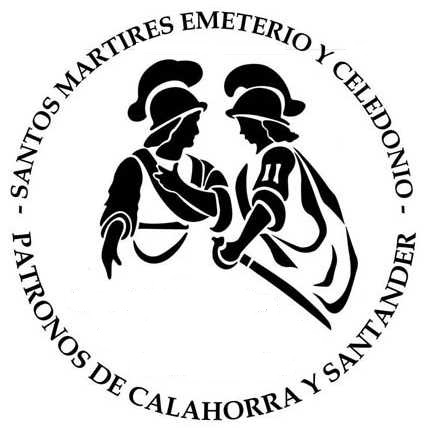 - SANTOS MARTIRES EMETERIO Y CELEDONIO -
PATRONOS DE CALAHORRA Y SANTANDER